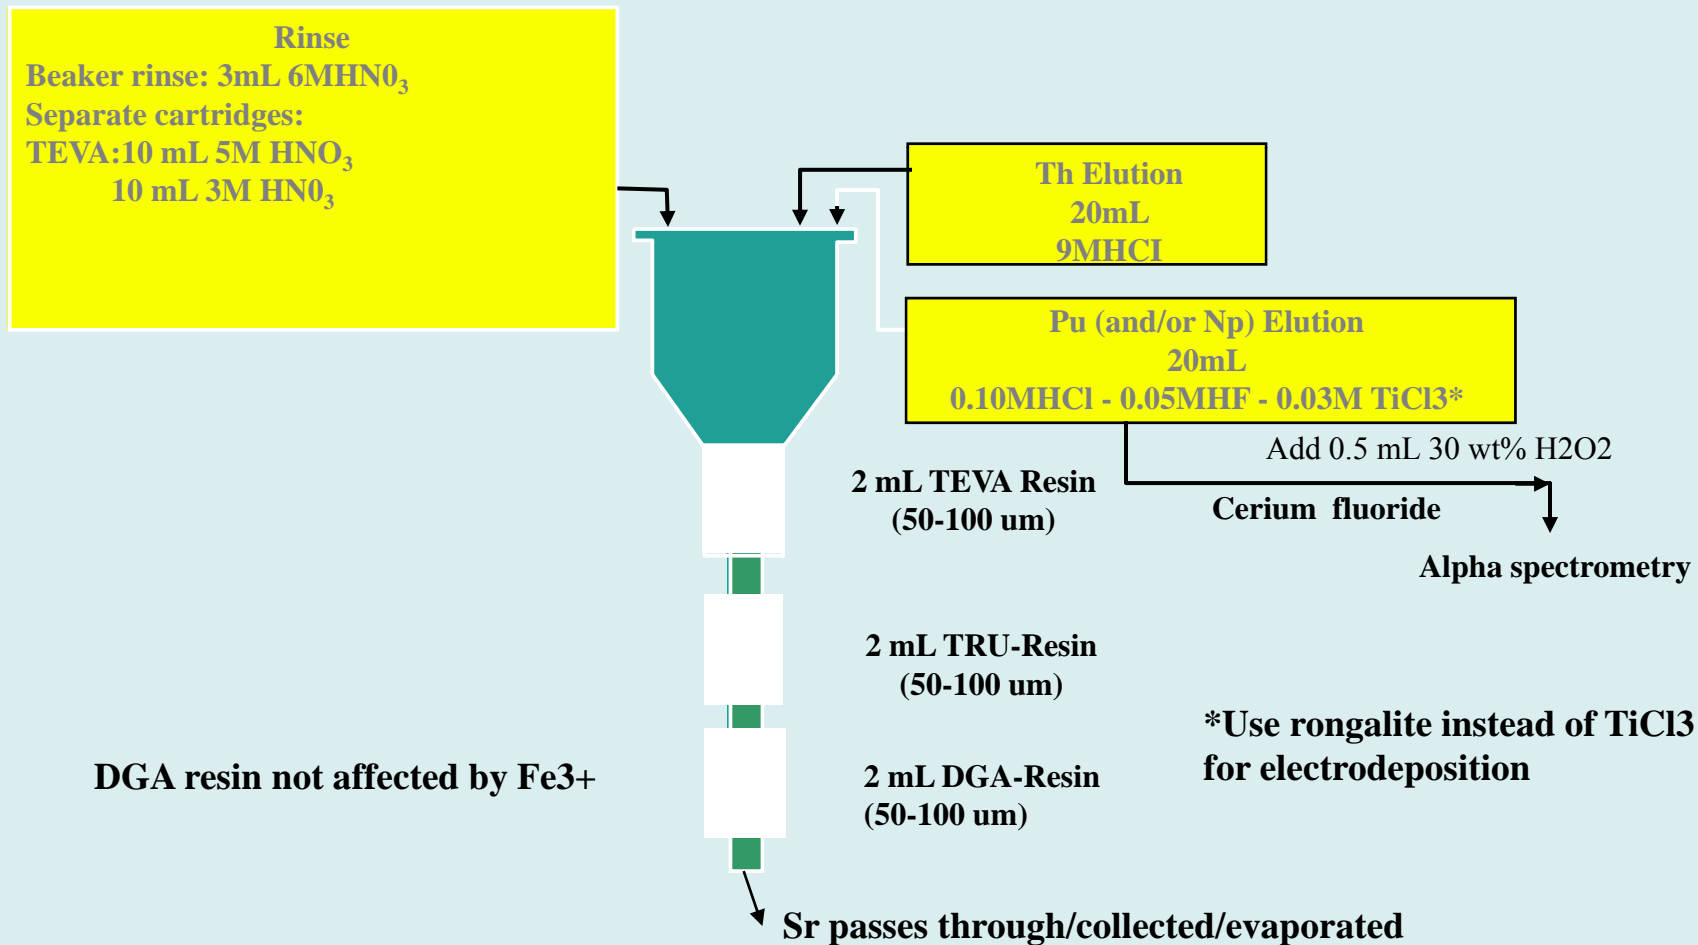 Rinse
Beaker rinse: 3mL 6MHN0₃
Separate cartridges:
TEVA:10 mL 5M HNO₃
10 mL 3M HN0₃
Th Elution
20mL
9MHCl
Pu (and/or Np) Elution
20mL
0.10MHCl - 0.05MHF - 0.03M TiCl3*
Add 0.5 mL 30 wt% H2O2
Cerium fluoride
Alpha spectrometry
2 mL TEVA Resin
(50-100 um)
2 mL TRU-Resin
(50-100 um)
*Use rongalite instead of TiCl3
for electrodeposition
DGA resin not affected by Fe3+
2 mL DGA-Resin
(50-100 um)
Sr passes through/collected/evaporated